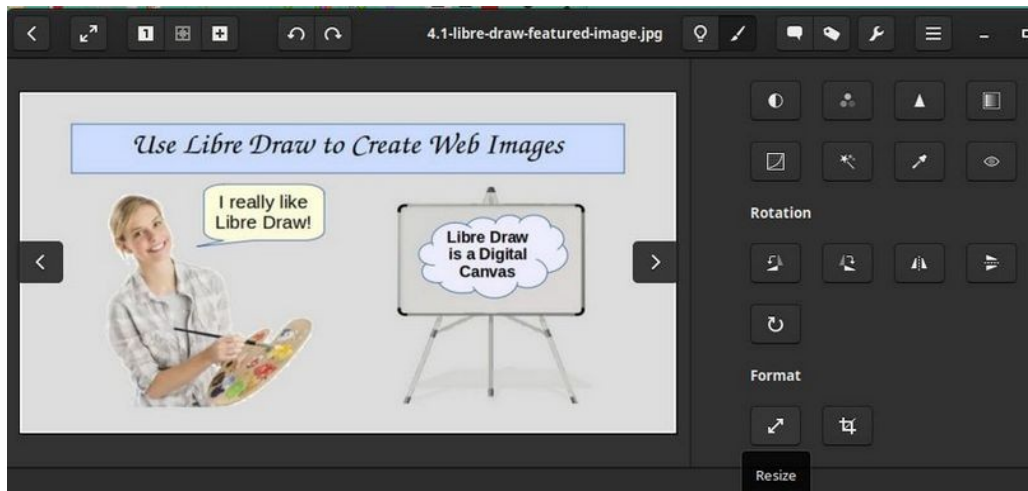 4.1-libre-draw-featured-image.jpg
Use Libre Draw to Create Web Images
I really like
Libre Draw!
Libre Draw
is a Digital
Canvas
Rotation
Format
Resize